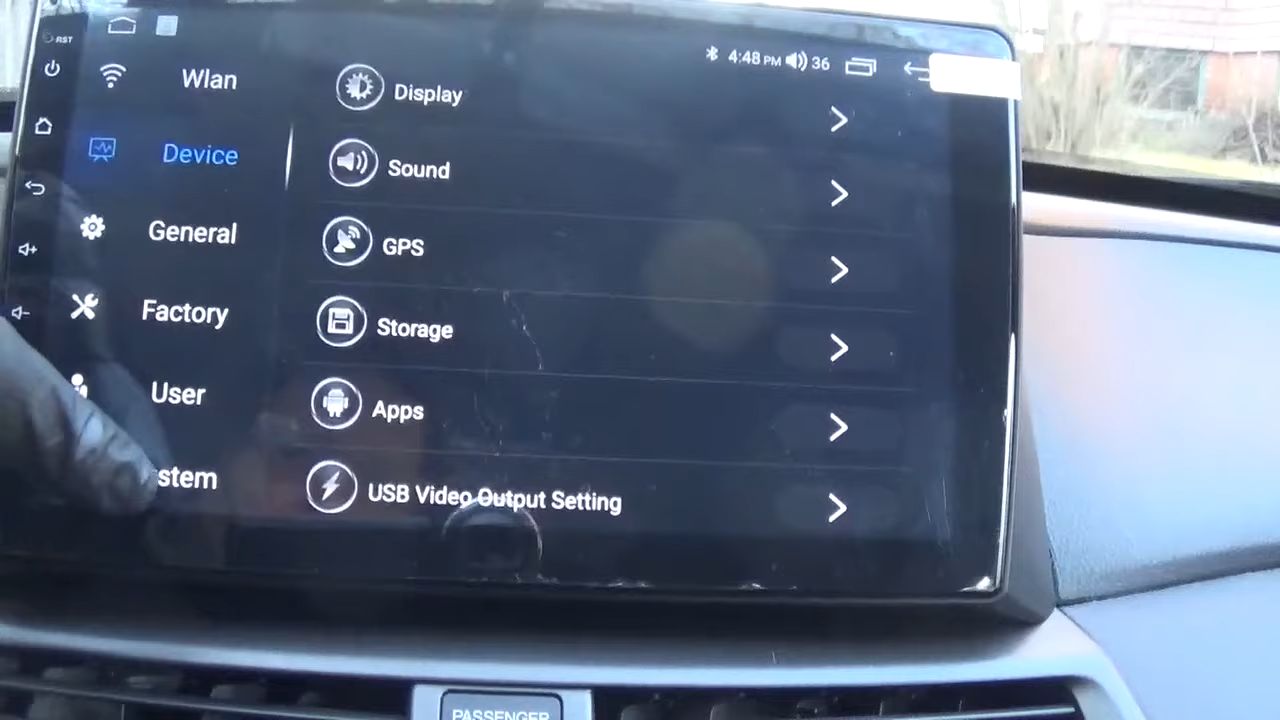 RST
4:48 PM 36
Wlan
Device
General
Factory
User
stem
Display
Sound
GPS
Storage
Apps
USB Video Output Setting
PASSENGER